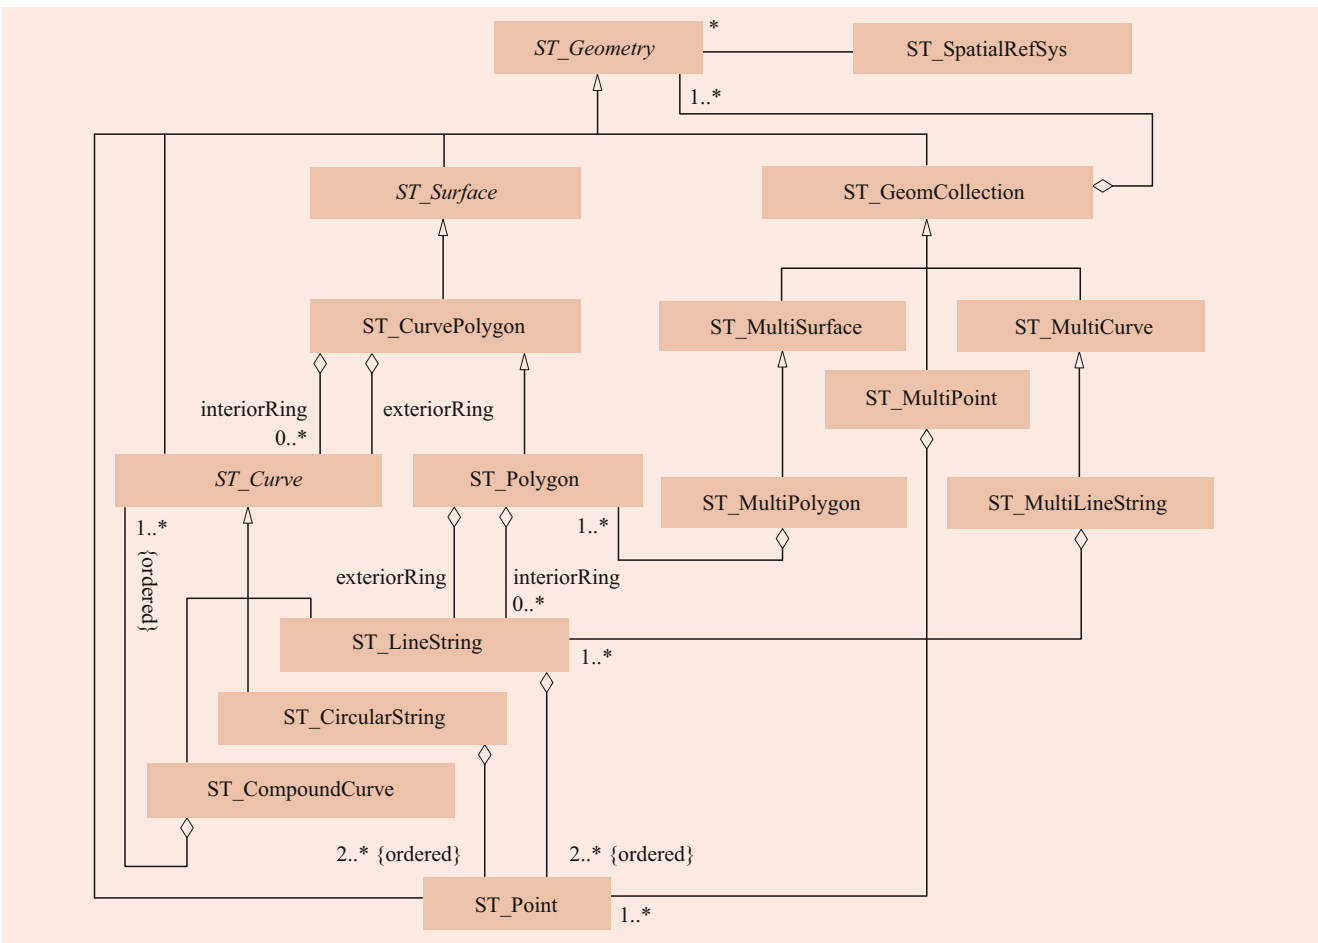 ST_Geometry
*
ST_SpatialRefSys
1..*
ST_Surface
ST_GeomCollection
ST_CurvePolygon
ST_MultiSurface
ST_MultiCurve
interiorRing
0..*
exteriorRing
ST_MultiPoint
ST_Curve
ST_Polygon
ST_MultiPolygon
ST_MultiLineString
1..*
{ordered}
1..*
exteriorRing
interiorRing
0..*
ST_LineString
1..*
ST_CircularString
ST_CompoundCurve
2..* {ordered}
2..* {ordered}
ST_Point
1..*